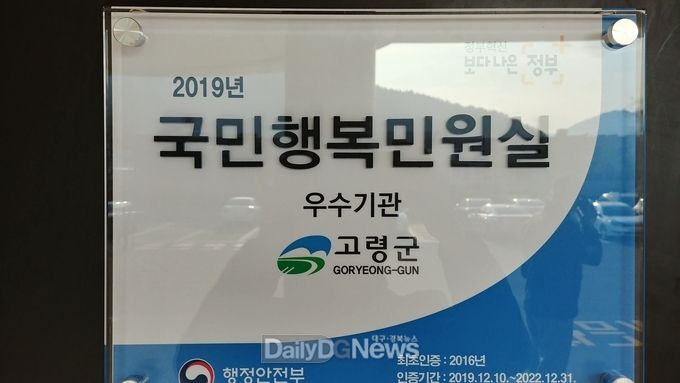 정부혁신
보다나은 정부
2019년
국민행복민원실
우수기관
고령군
GORYEONG-GUN
대구·경북뉴스
DailyDGNews
행정안전부
최초인증 : 2016년
인증기간 : 2019.12.10.~2022.12.31.